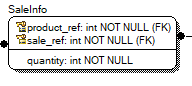 SaleInfo
product_ref: int NOT NULL (FK)
sale_ref: int NOT NULL (FK)
quantity: int NOT NULL